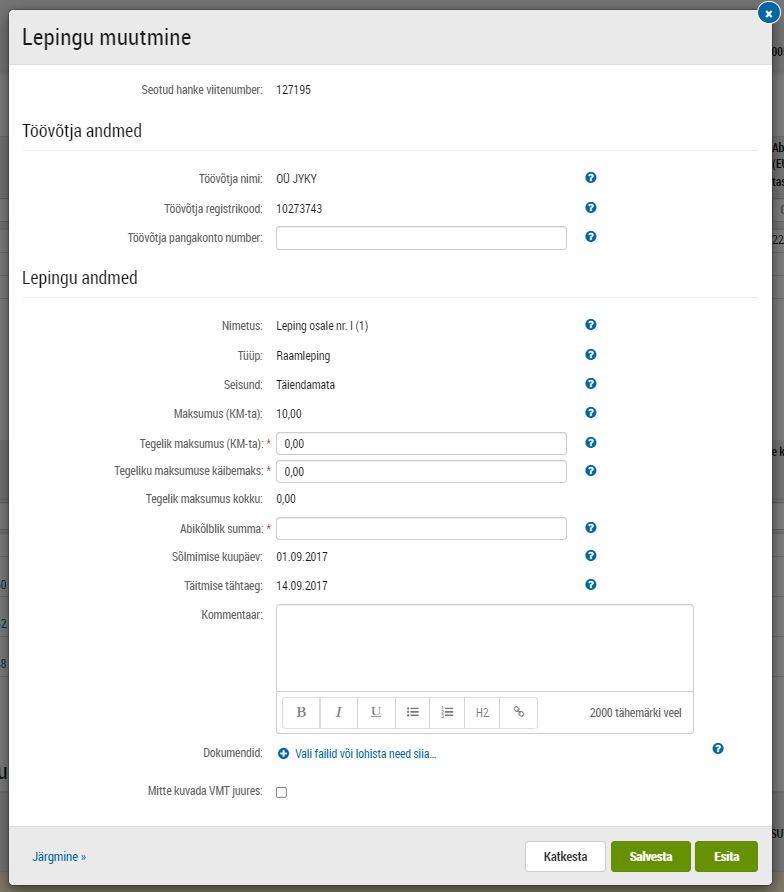 Lepingu muutmine
Seotud hanke viitenumber: 127195
Töövõtja andmed
Töövõtja nimi: OÜ JYKY
Töövõtja registrikood: 10273743
Töövõtja pangakonto number:
Lepingu andmed
Nimetus: Leping osale nr. I (1)
Tüüp: Raamleping
Seisund: Täiendamata
Maksumus (KM-ta): 10,00
Tegelik maksumus (KM-ta): * 0,00
Tegeliku maksumuse käibemaks: * 0,00
Tegelik maksumus kokku: 0,00
Abikõlblik summa: *
Sõlmimise kuupäev: 01.09.2017
Täitmise tähtaeg: 14.09.2017
Kommentaar:
B I U H2 2000 tähemärki veel
Dokumendid: Vali failid või lohista need siia...
Mitte kuvada VMT juures:
Järgmine » Katkesta Salvesta Esita